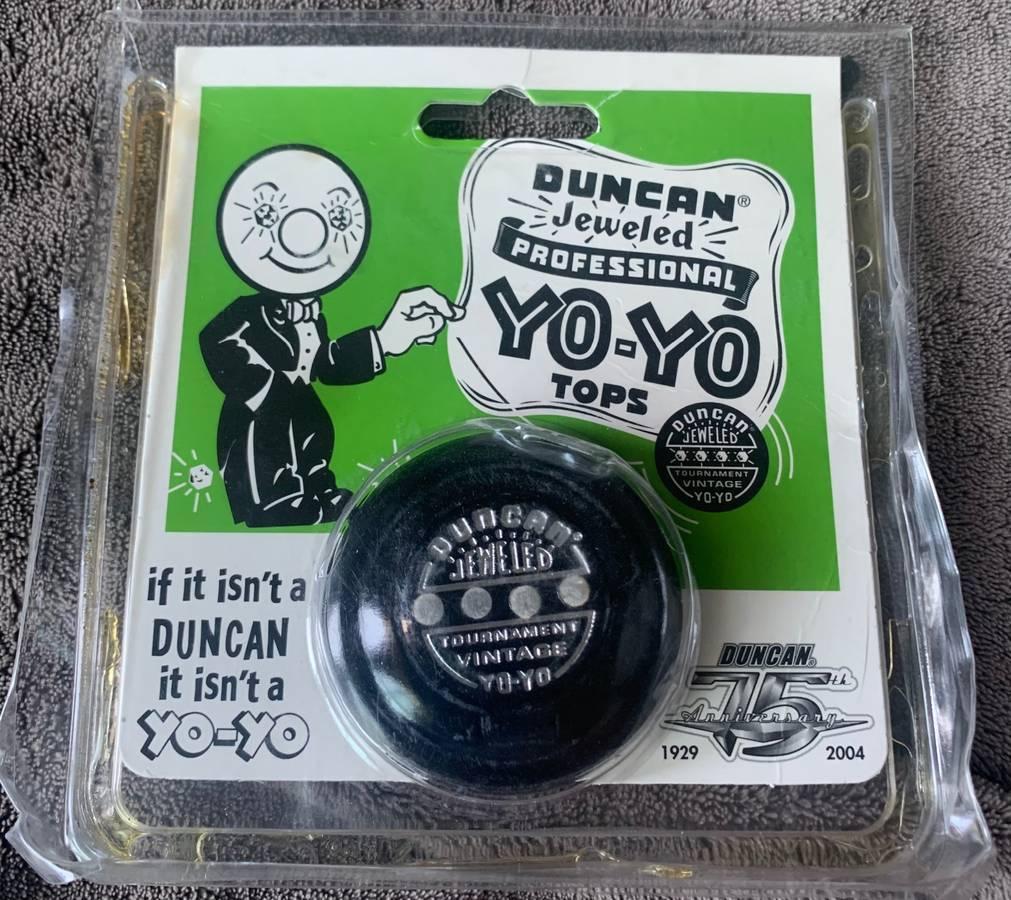 DUNCAN®
Jeweled
PROFESSIONAL
YO-YO
TOPS
DUNCAN
JEWELED
TOURNAMENT
VINTAGE
YO-YO
DUNCAN
JEWELED
TOURNAMENT
VINTAGE
YO-YO
if it isn't a
DUNCAN
it isn't a
YO-YO
DUNCAN®
75th
Anniversary
1929 2004